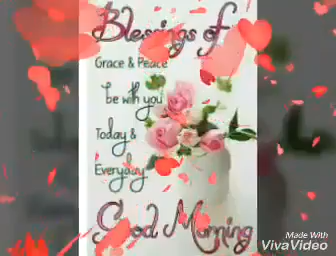 Blessings of
Grace & Peace
be with you
Today &
Everyday
Good Morning
Made With
VivaVideo